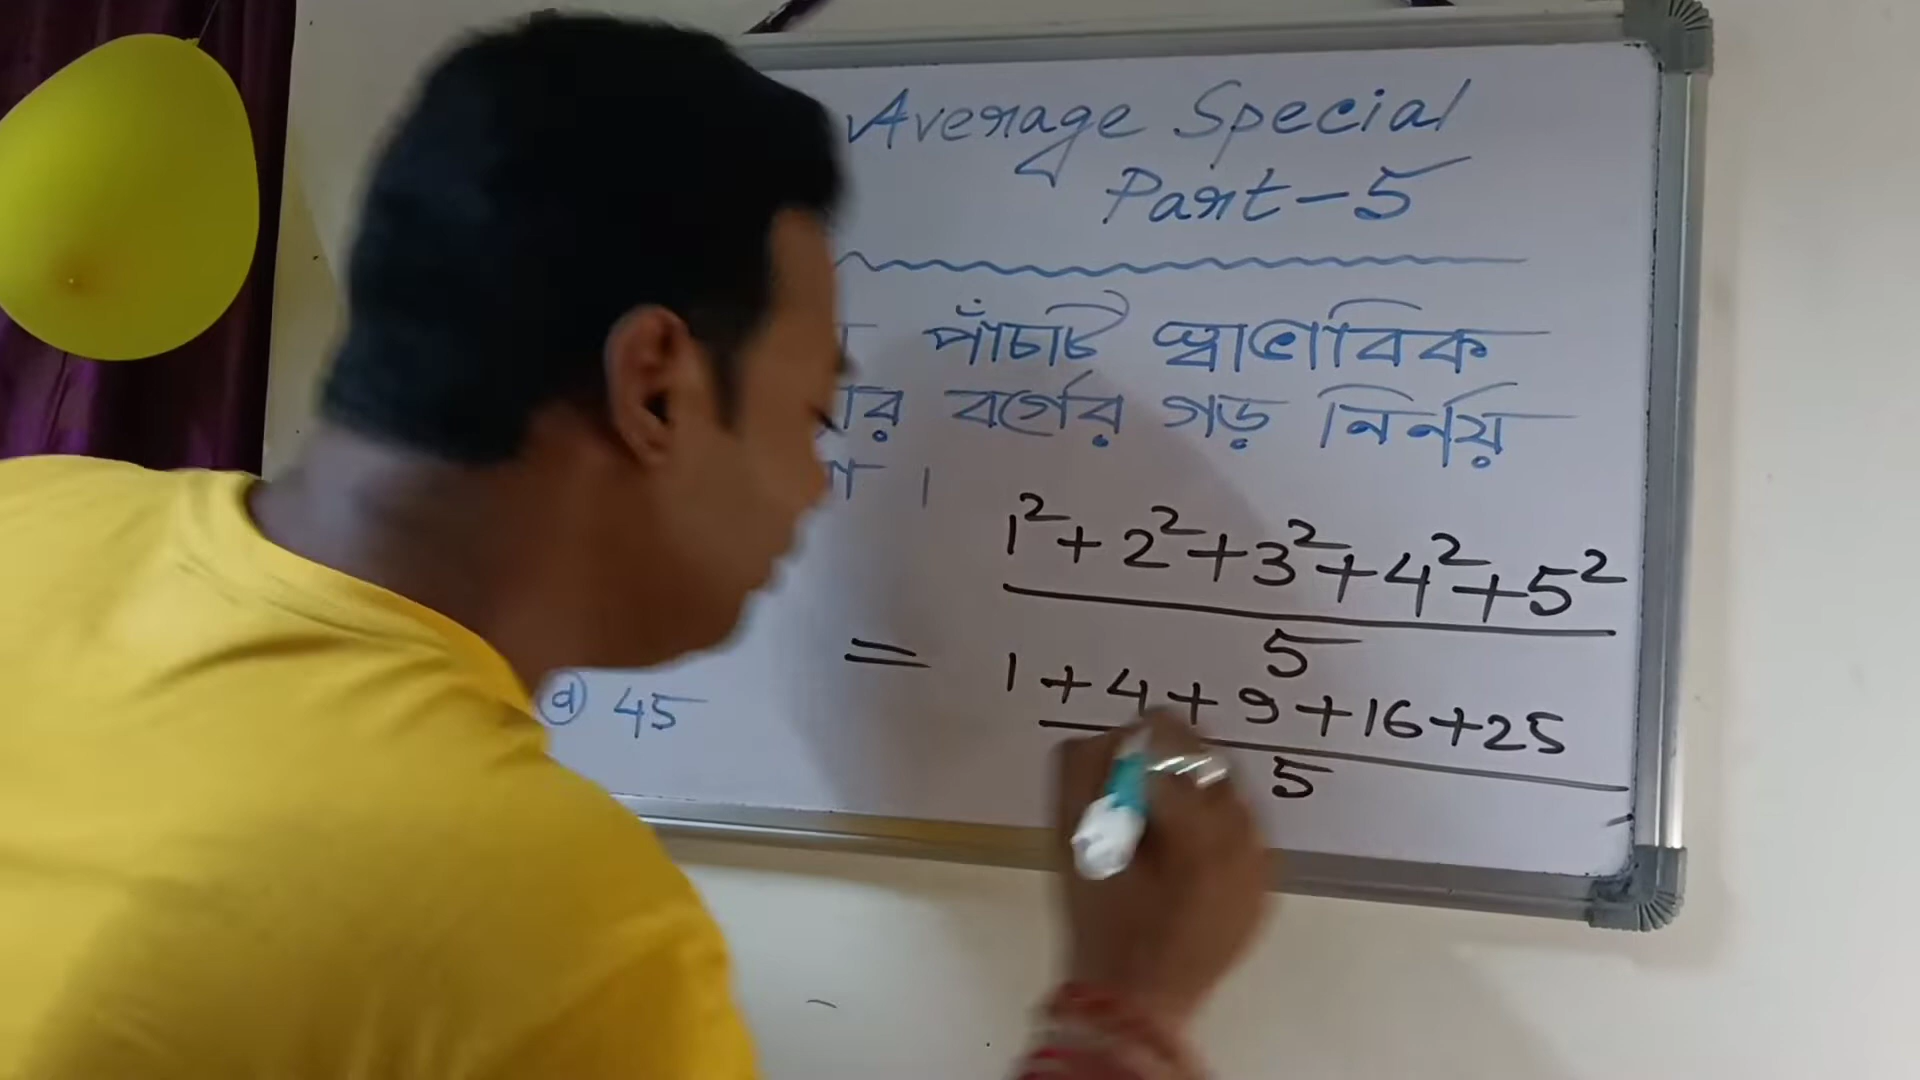 Average Special
Part-5
পাঁচটি স্বাভাবিক
বর্গের গড় নির্নয়
।
1²+2²+3²+4²+5²
5
= 1+4+9+16+25
5
ⓓ 45